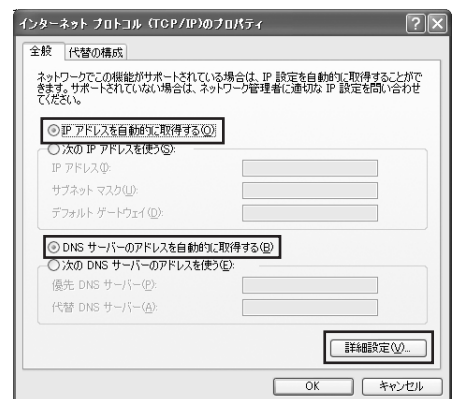 インターネット プロトコル (TCP/IP)のプロパティ
全般
代替の構成
ネットワークでこの機能がサポートされている場合は、IP 設定を自動的に取得することがで
きます。サポートされていない場合は、ネットワーク管理者に適切な IP 設定を問い合わせ
てください。
IP アドレスを自動的に取得する(O)
次の IP アドレスを使う(S):
IP アドレス(I):
サブネット マスク(U):
デフォルト ゲートウェイ(D):
DNS サーバーのアドレスを自動的に取得する(B)
次の DNS サーバーのアドレスを使う(E):
優先 DNS サーバー(P):
代替 DNS サーバー(A):
詳細設定(V)...
OK
キャンセル